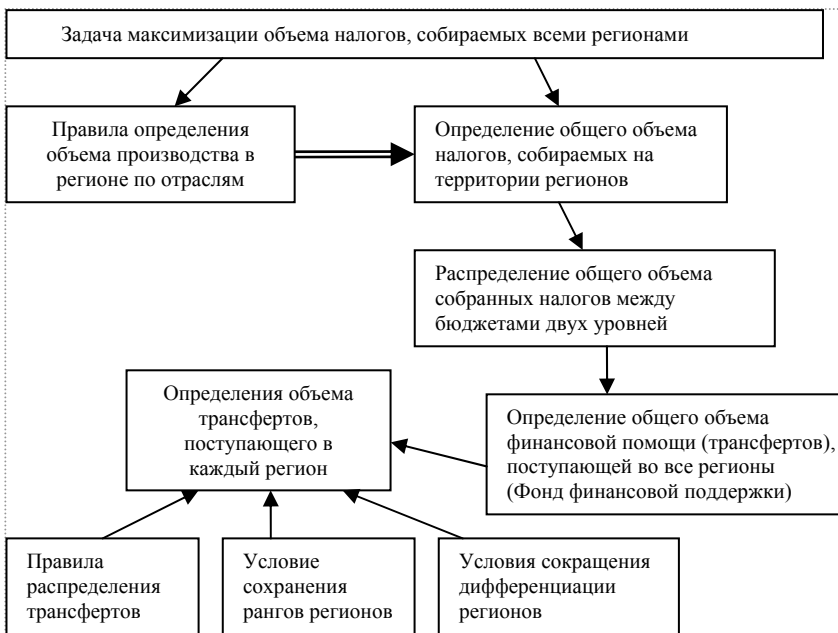 Задача максимизации объема налогов, собираемых всеми регионами
Правила определения
объема производства в
регионе по отраслям
Определение общего объема
налогов, собираемых на
территории регионов
Распределение общего объема
собранных налогов между
бюджетами двух уровней
Определения объема
трансфертов,
поступающего в
каждый регион
Определение общего объема
финансовой помощи (трансфертов),
поступающей во все регионы
(Фонд финансовой поддержки)
Правила
распределения
трансфертов
Условие
сохранения
рангов регионов
Условия сокращения
дифференциации
регионов